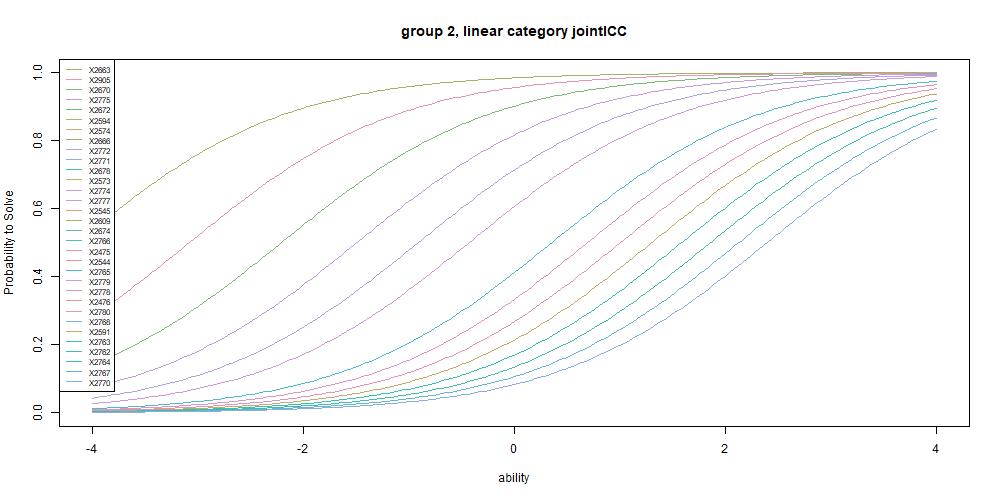 group 2, linear category jointICC
X2663
X2905
X2670
X2775
X2672
X2594
X2574
X2666
X2772
X2771
X2678
X2573
X2774
X2777
X2545
X2609
X2674
X2766
X2475
X2544
X2765
X2779
X2778
X2476
X2780
X2768
X2591
X2763
X2762
X2764
X2767
X2770
Probability to Solve
0.0
0.2
0.4
0.6
0.8
1.0
-4
-2
0
2
4
ability